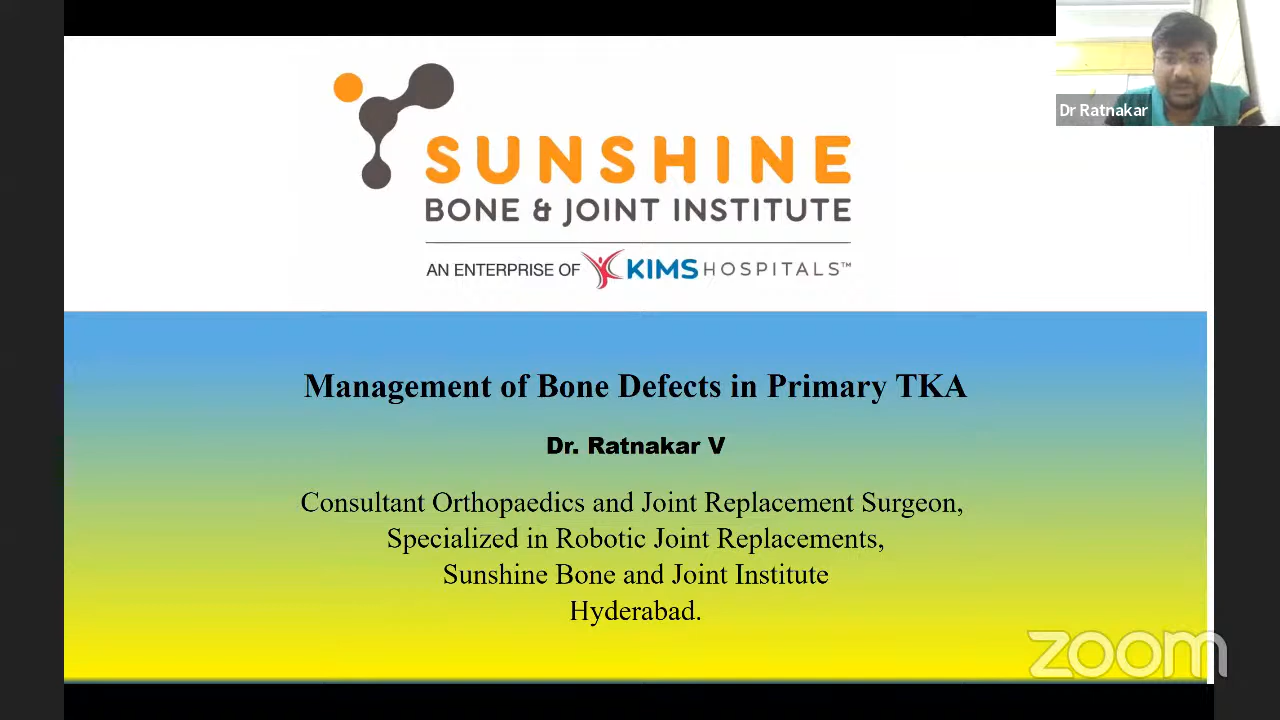 SUNSHINE
BONE & JOINT INSTITUTE
AN ENTERPRISE OF KIMS HOSPITALS™
Dr Ratnakar
Management of Bone Defects in Primary TKA
Dr. Ratnakar V
Consultant Orthopaedics and Joint Replacement Surgeon,
Specialized in Robotic Joint Replacements,
Sunshine Bone and Joint Institute
Hyderabad.
zoom